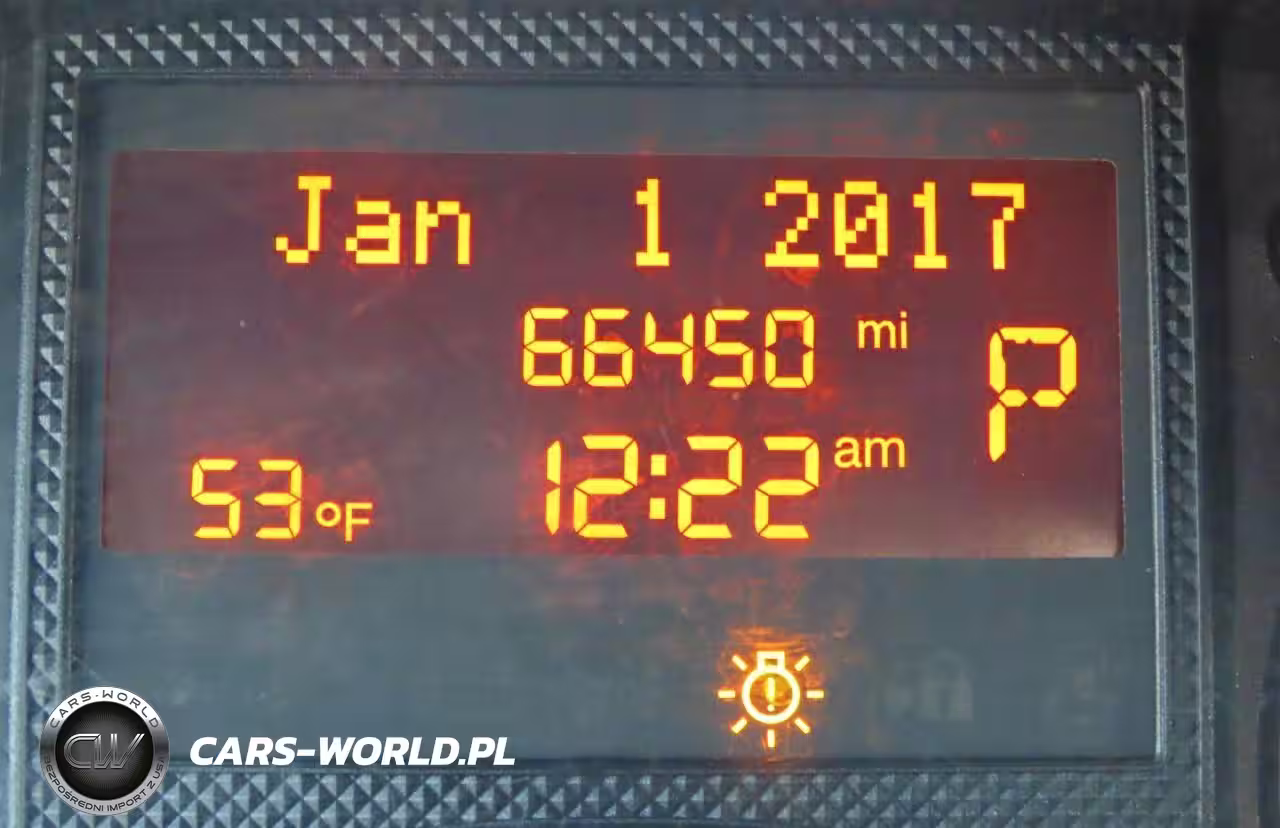 Jan 1 2017
66450 mi
P
12:22 am
53 °F
CARS-WORLD
CW
BEZPOŚREDNI IMPORT Z USA
CARS-WORLD.PL